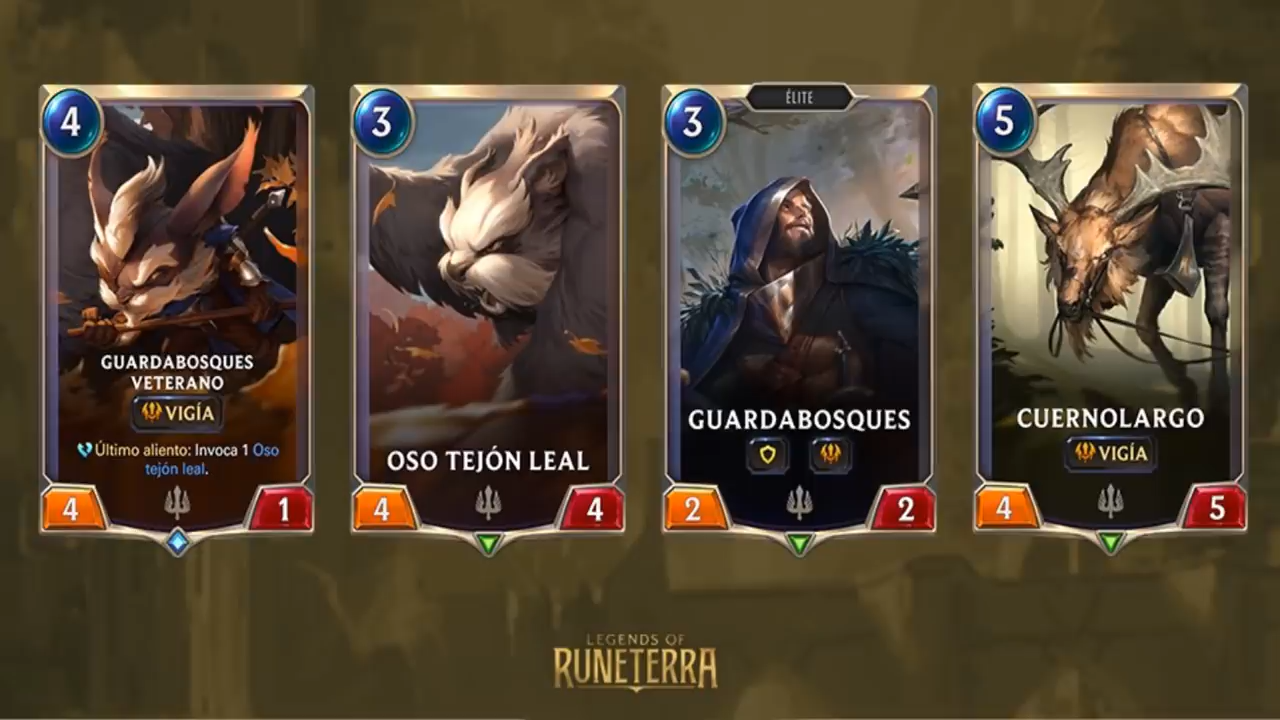 4
GUARDABOSQUES
VETERANO
VIGÍA
Último aliento: Invoca 1 Oso
tejón leal.
4
1
3
OSO TEJÓN LEAL
4
4
3
ÉLITE
GUARDABOSQUES
2
2
5
CUERNOLARGO
VIGÍA
4
5
LEGENDS OF
RUNETERRA